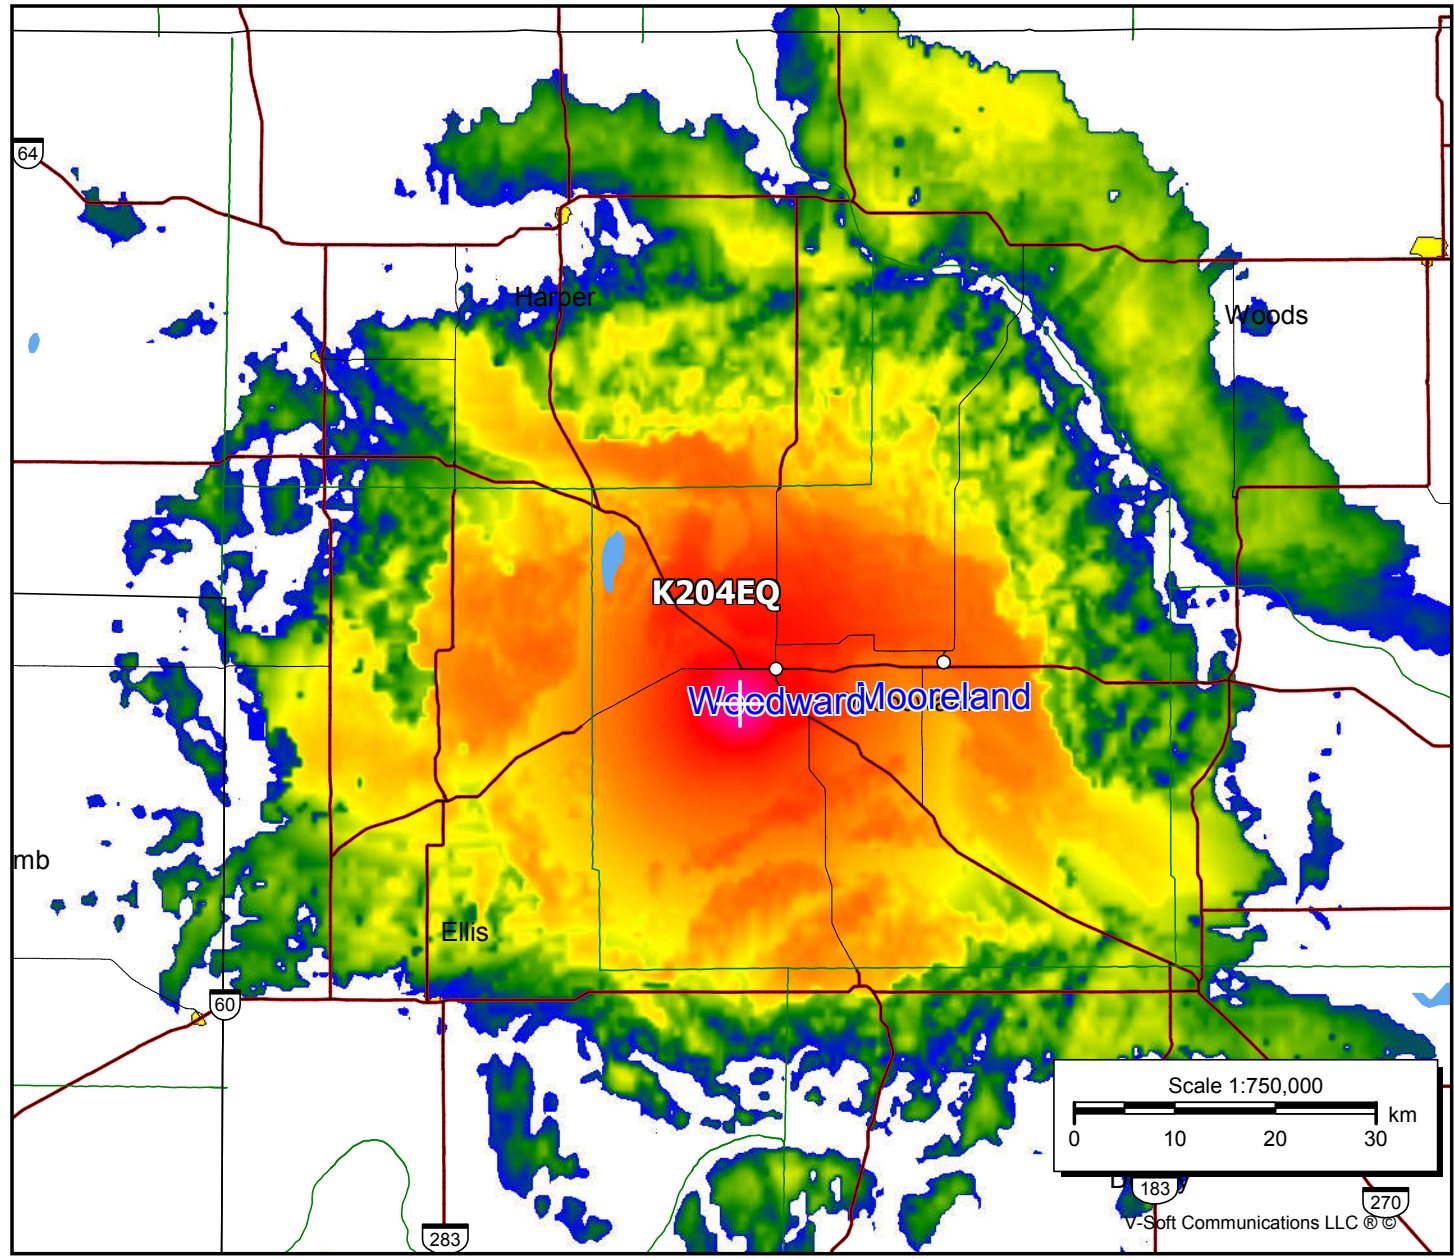 64
Harper
Woods
K204EQ
Woodward
Mooreland
mb
Ellis
60
Scale 1:750,000
km
0 10 20 30
183
270
V-Soft Communications LLC ® ©
283